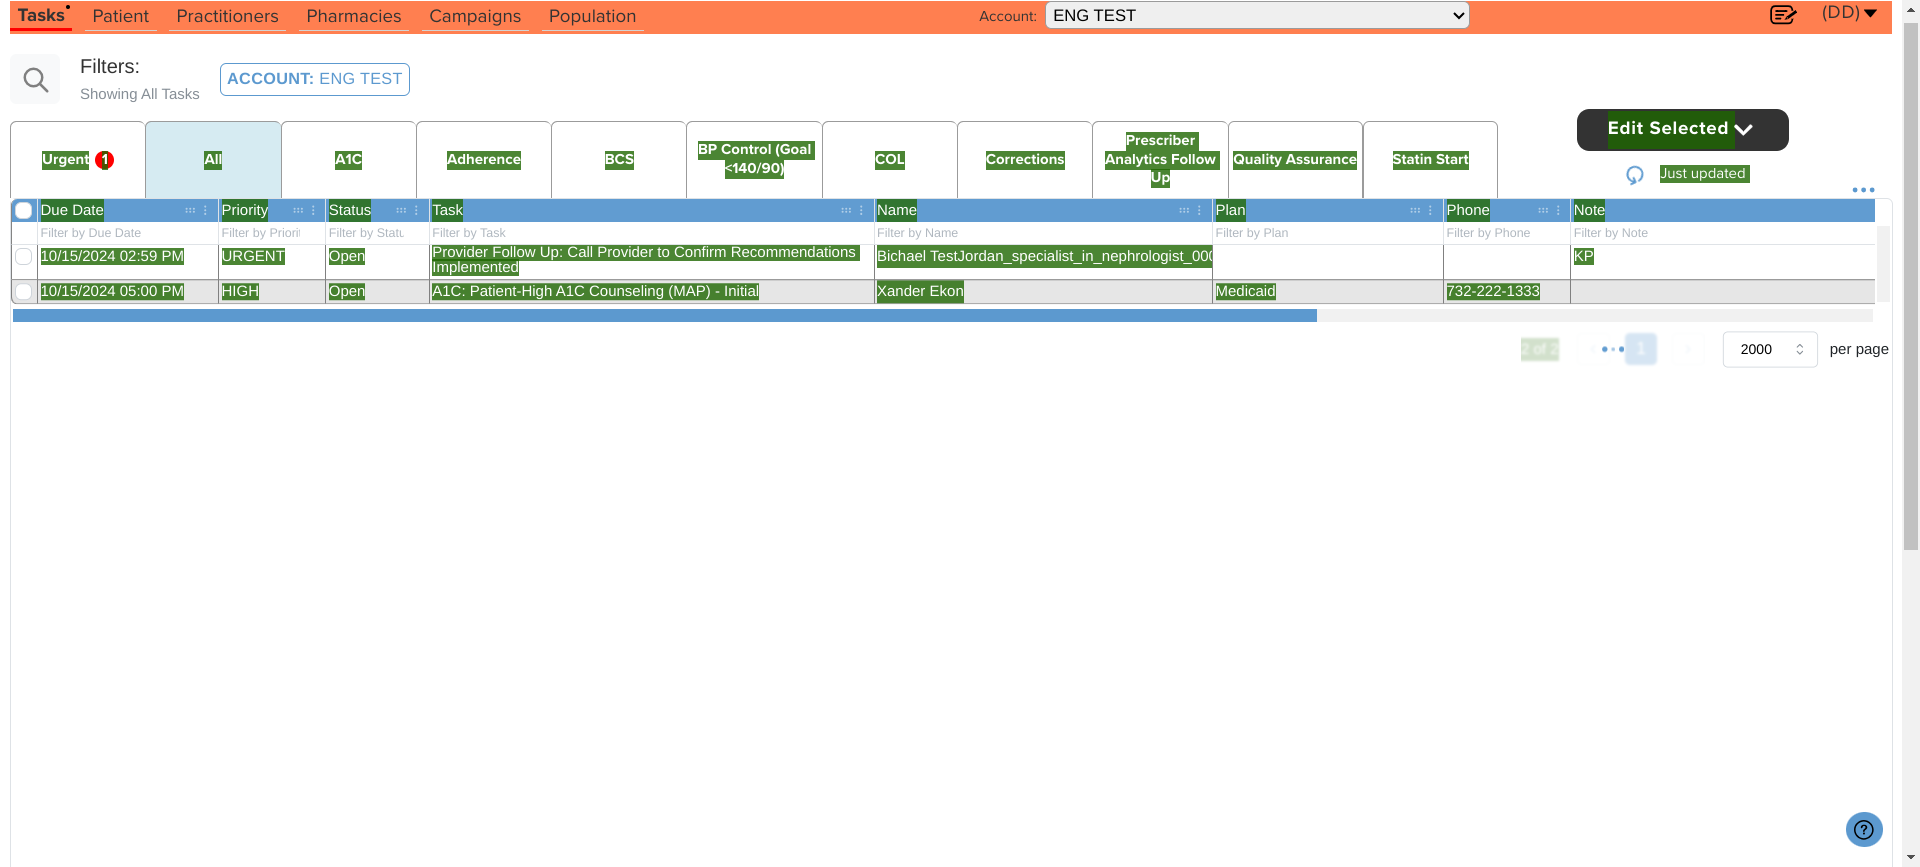 Tasks Patient Practitioners Pharmacies Campaigns Population Account: ENG TEST (DD)
Filters:
Showing All Tasks
ACCOUNT: ENG TEST
Urgent 1 All A1C Adherence BCS BP Control (Goal <140/90) COL Corrections Prescriber Analytics Follow Up Quality Assurance Statin Start
Edit Selected
Just updated
Due Date Priority Status Task Name Plan Phone Note
Filter by Due Date Filter by Priorit Filter by Statu Filter by Task Filter by Name Filter by Plan Filter by Phone Filter by Note
10/15/2024 02:59 PM URGENT Open Provider Follow Up: Call Provider to Confirm Recommendations Implemented Bichael TestJordan_specialist_in_nephrologist_000 KP
10/15/2024 05:00 PM HIGH Open A1C: Patient-High A1C Counseling (MAP) - Initial Xander Ekon Medicaid 732-222-1333
2 of 2 1 2000 per page